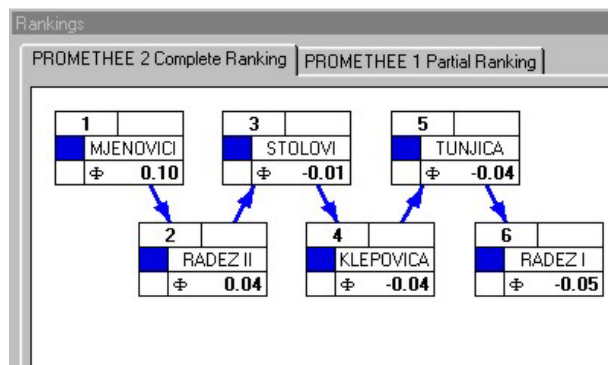 Rankings
PROMETHEE 2 Complete Ranking
PROMETHEE 1 Partial Ranking
1
MJENOVICI
Φ 0.10
2
RADEZ II
Φ 0.04
3
STOLOVI
Φ -0.01
4
KLEPOVICA
Φ -0.04
5
TUNJICA
Φ -0.04
6
RADEZ I
Φ -0.05